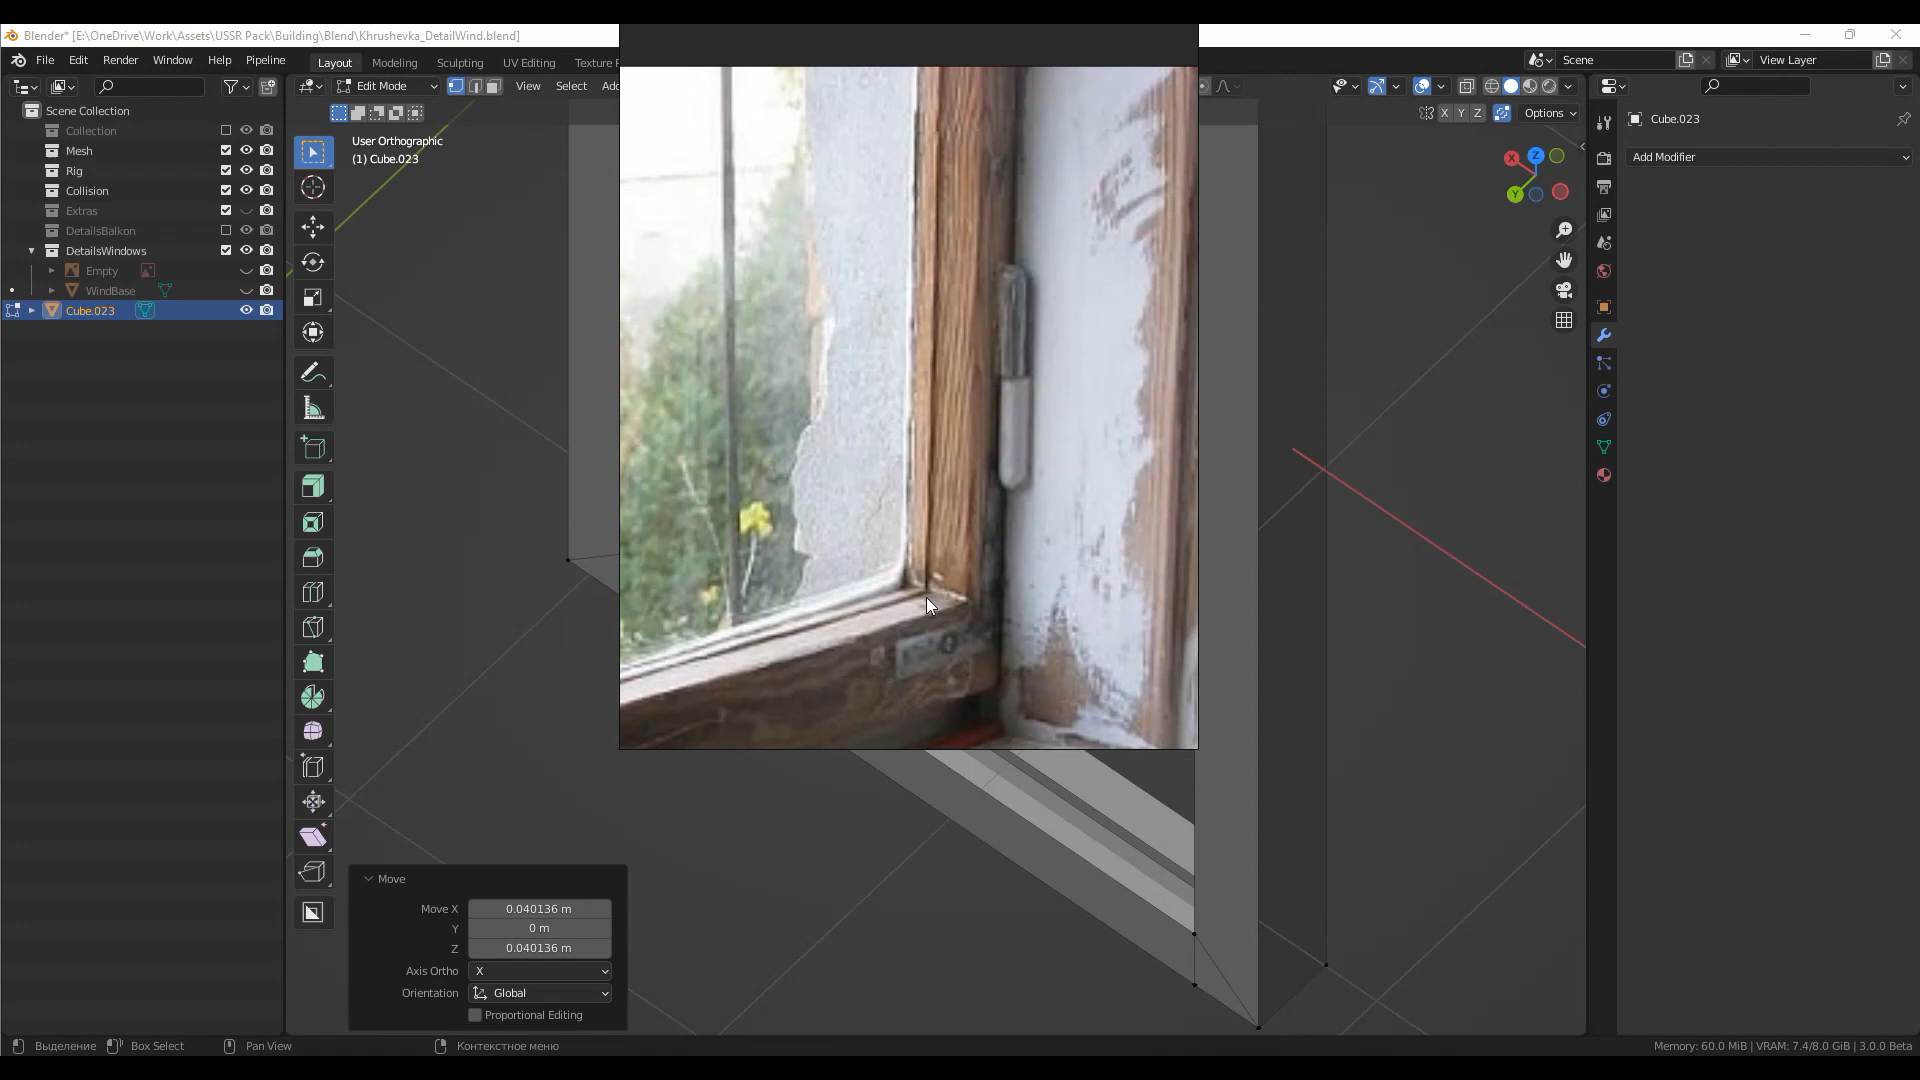 Blender* [E:\OneDrive\Work\Assets\USSR Pack\Building\Blend\Khrushevka_DetailWind.blend]
File Edit Render Window Help Pipeline Layout Modeling Sculpting UV Editing Texture Scene View Layer
Edit Mode View Select
X Y Z Options
Scene Collection
Collection
Mesh
Rig
Collision
Extras
DetailsBalkon
DetailsWindows
Empty
WindBase
Cube.023
User Orthographic
(1) Cube.023
X Z Y
Cube.023
Add Modifier
Move
Move X 0.040136 m
Y 0 m
Z 0.040136 m
Axis Ortho X
Orientation Global
Proportional Editing
Выделение Box Select Pan View Контекстное меню Memory: 60.0 MiB | VRAM: 7.4/8.0 GiB | 3.0.0 Beta